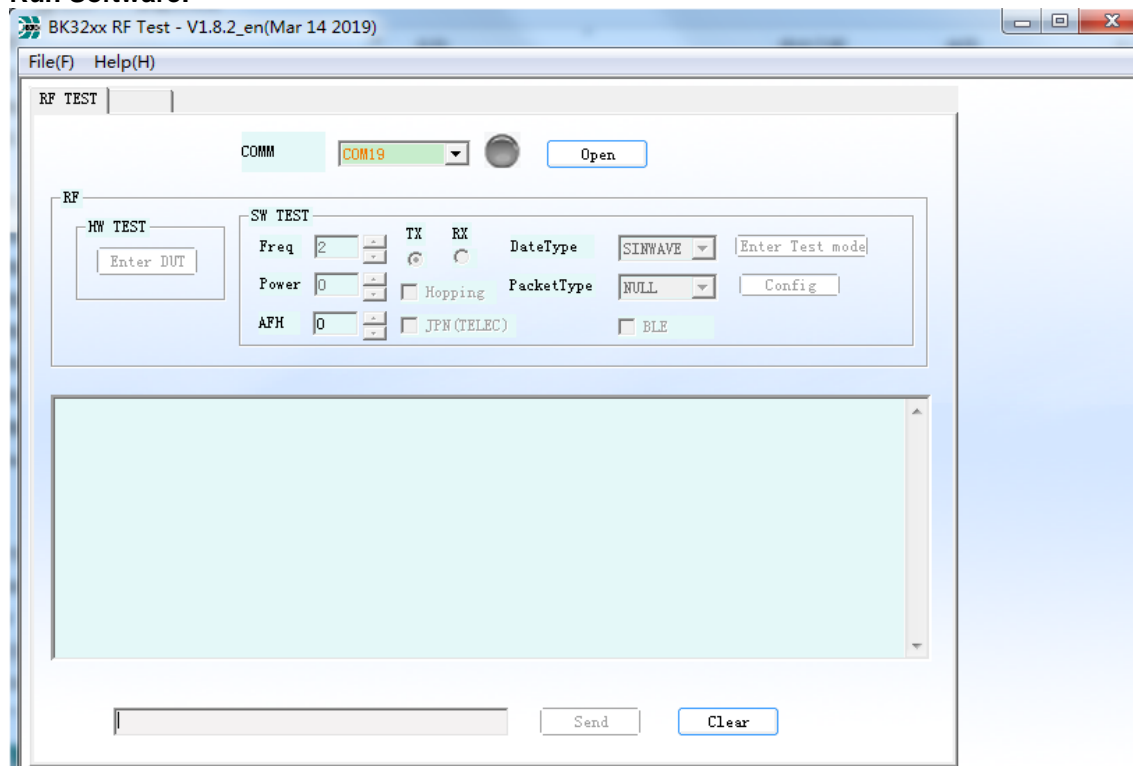 BK32xx RF Test - V1.8.2_en(Mar 14 2019)
File(F) Help(H)
RF TEST
COMM COM19 Open
RF
HW TEST
Enter DUT
SW TEST
Freq 2 TX RX DateType SINWAVE Enter Test mode
Power 0 Hopping PacketType NULL Config
AFH 0 JPN(TELEC) BLE
Send Clear